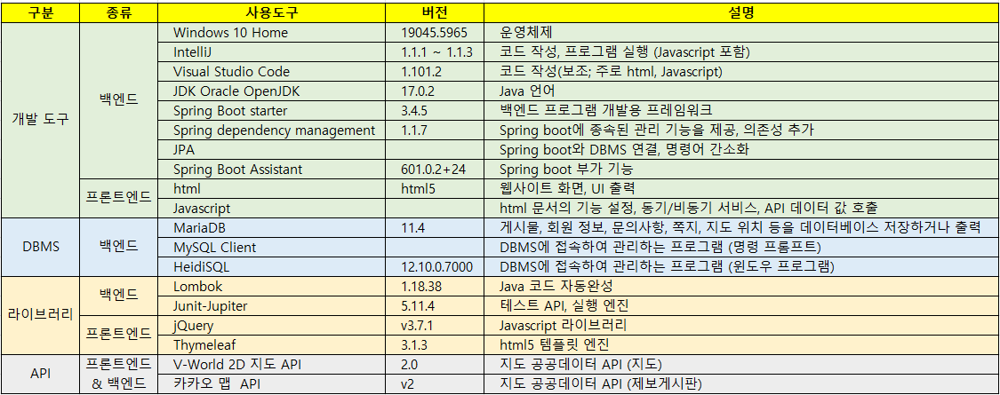 구분 종류 사용도구 버전 설명
개발 도구 백엔드 Windows 10 Home 19045.5965 운영체제
IntelliJ 1.1.1 ~ 1.1.3 코드 작성, 프로그램 실행 (Javascript 포함)
Visual Studio Code 1.101.2 코드 작성(보조; 주로 html, Javascript)
JDK Oracle OpenJDK 17.0.2 Java 언어
Spring Boot starter 3.4.5 백엔드 프로그램 개발용 프레임워크
Spring dependency management 1.1.7 Spring boot에 종속된 관리 기능을 제공, 의존성 추가
JPA Spring boot와 DBMS 연결, 명령어 간소화
Spring Boot Assistant 601.0.2+24 Spring boot 부가 기능
프론트엔드 html html5 웹사이트 화면, UI 출력
Javascript html 문서의 기능 설정, 동기/비동기 서비스, API 데이터 값 호출
DBMS 백엔드 MariaDB 11.4 게시물, 회원 정보, 문의사항, 쪽지, 지도 위치 등을 데이터베이스 저장하거나 출력
MySQL Client DBMS에 접속하여 관리하는 프로그램 (명령 프롬프트)
HeidiSQL 12.10.0.7000 DBMS에 접속하여 관리하는 프로그램 (윈도우 프로그램)
라이브러리 백엔드 Lombok 1.18.38 Java 코드 자동완성
Junit-Jupiter 5.11.4 테스트 API, 실행 엔진
프론트엔드 jQuery v3.7.1 Javascript 라이브러리
Thymeleaf 3.1.3 html5 템플릿 엔진
API 프론트엔드 & 백엔드 V-World 2D 지도 API 2.0 지도 공공데이터 API (지도)
카카오 맵 API v2 지도 공공데이터 API (제보게시판)